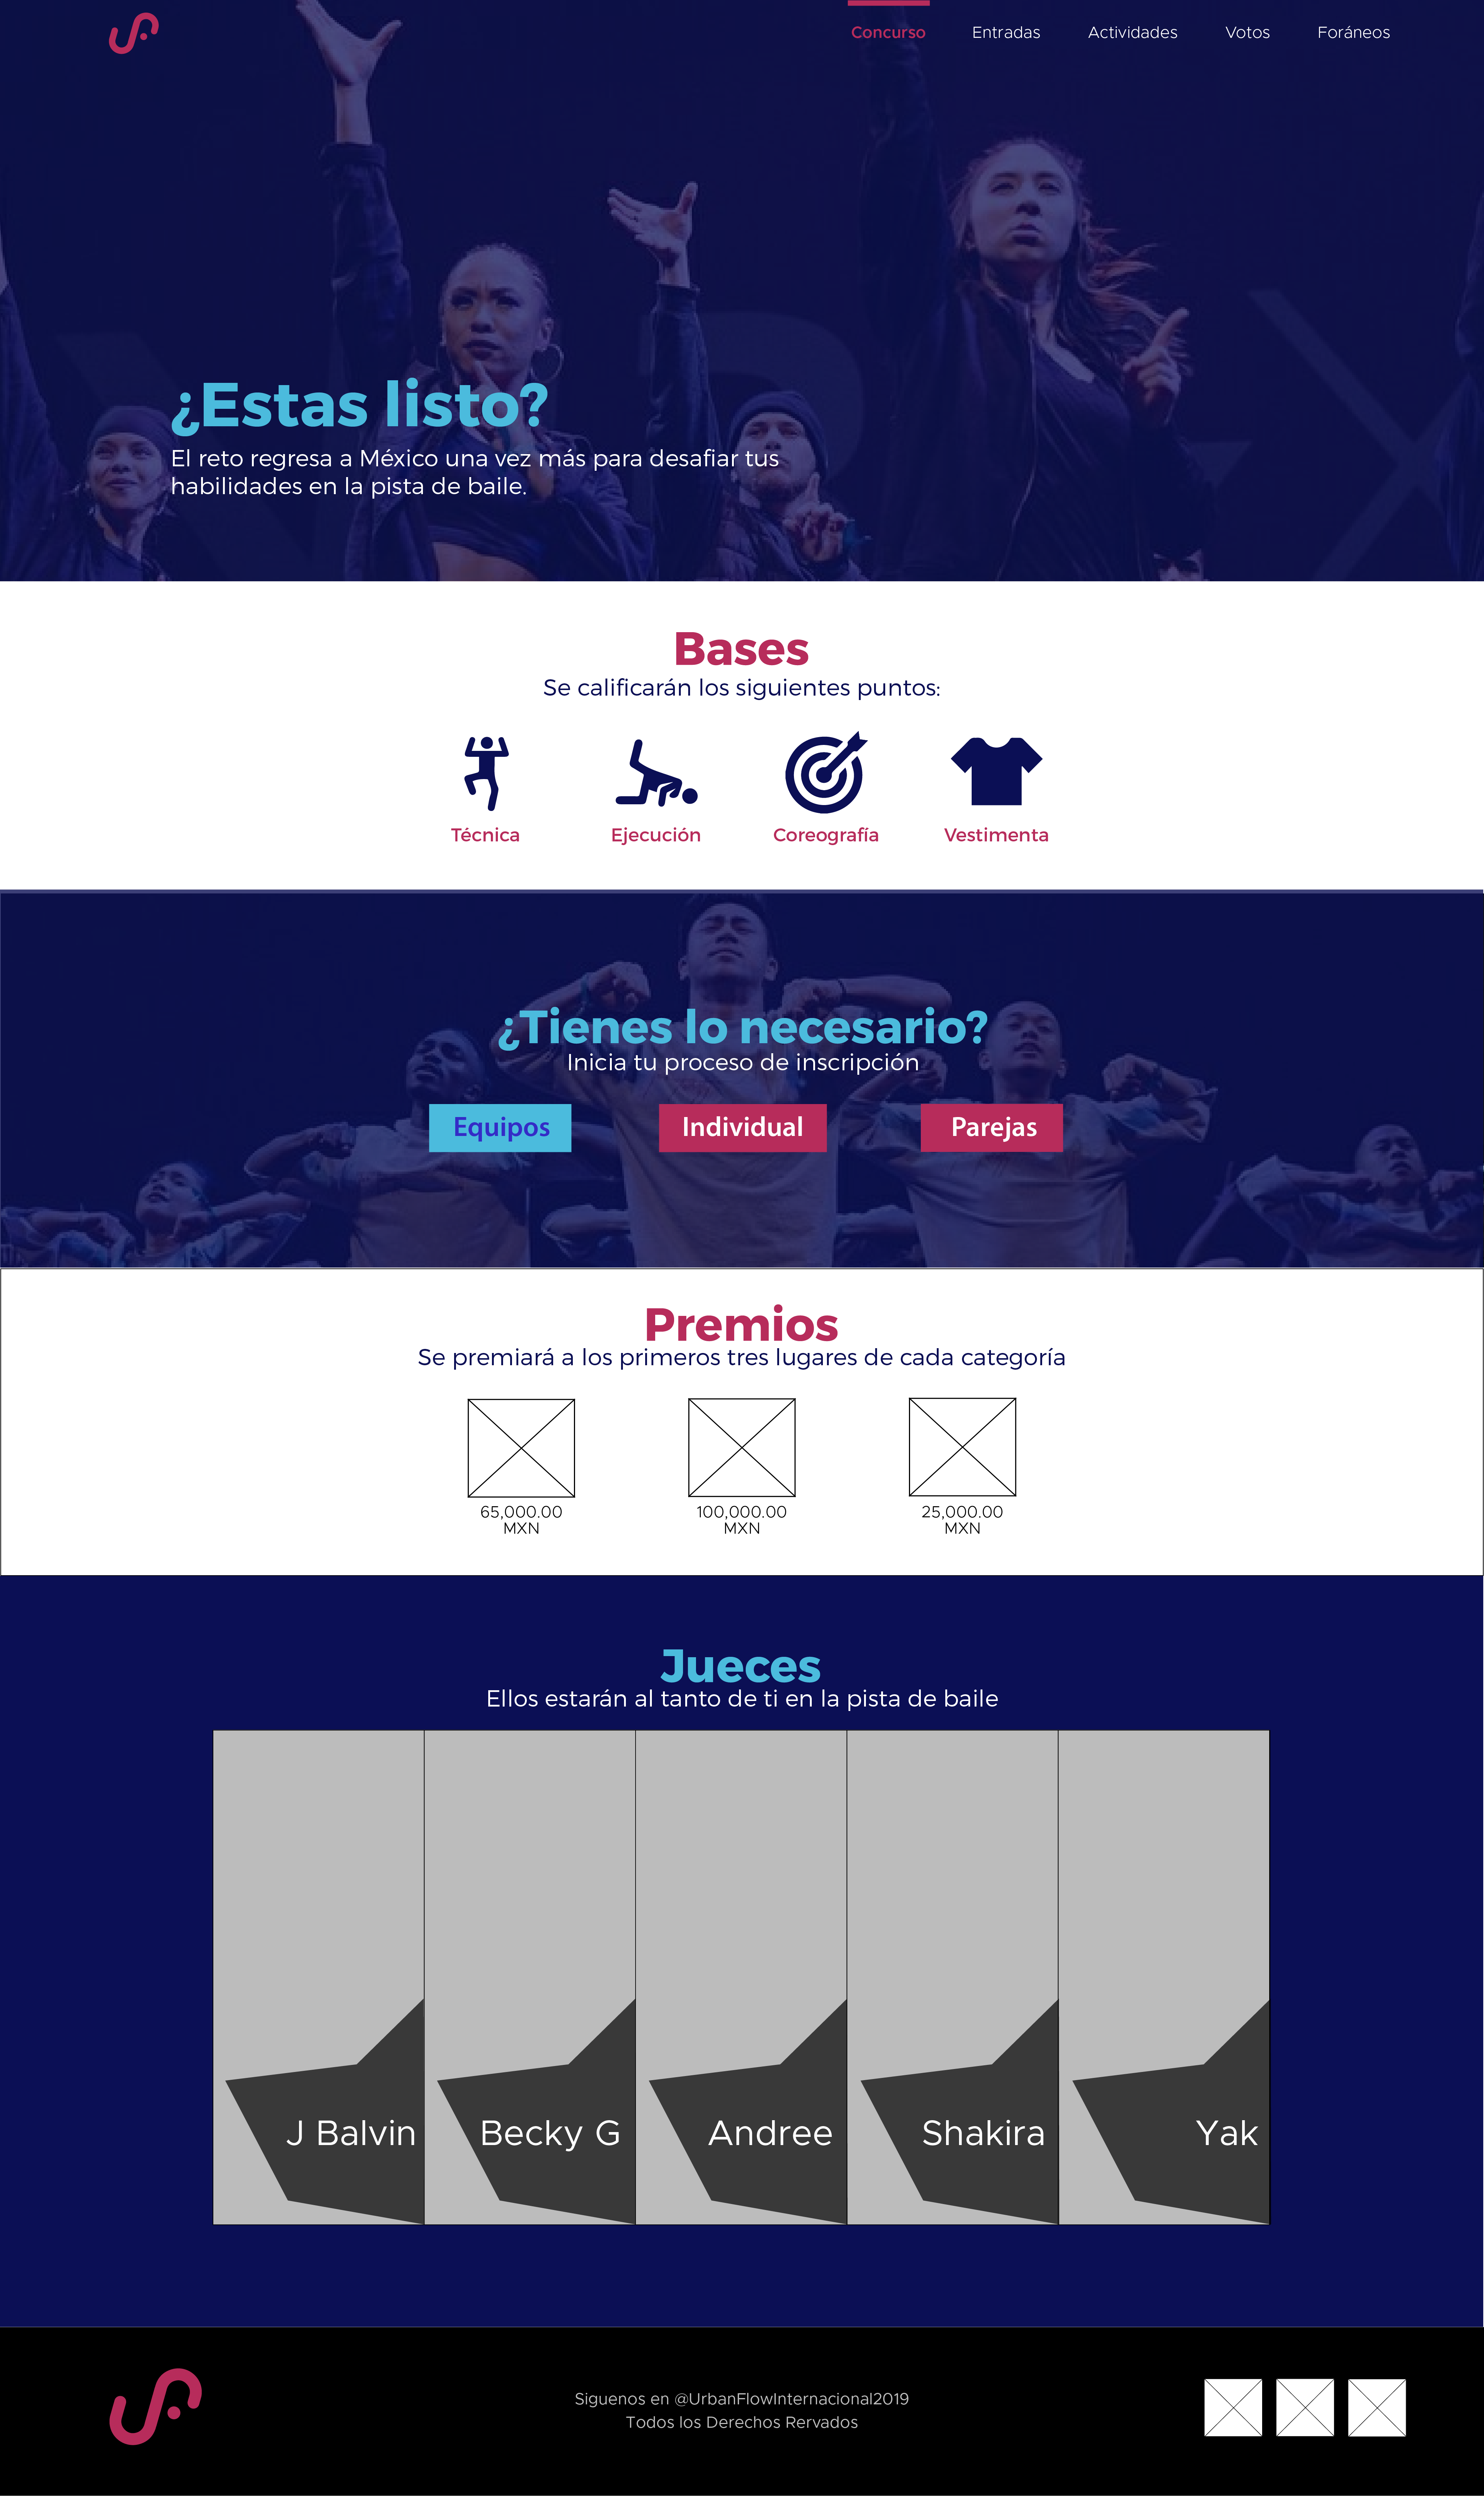 Concurso Entradas Actividades Votos Foráneos
¿Estas listo?
El reto regresa a México una vez más para desafiar tus
habilidades en la pista de baile.
Bases
Se calificarán los siguientes puntos:
Técnica Ejecución Coreografía Vestimenta
¿Tienes lo necesario?
Inicia tu proceso de inscripción
Equipos Individual Parejas
Premios
Se premiará a los primeros tres lugares de cada categoría
65,000.00 100,000.00 25,000.00
MXN MXN MXN
Jueces
Ellos estarán al tanto de ti en la pista de baile
J Balvin Becky G Andree Shakira Yak
Siguenos en @UrbanFlowInternacional2019
Todos los Derechos Rervados